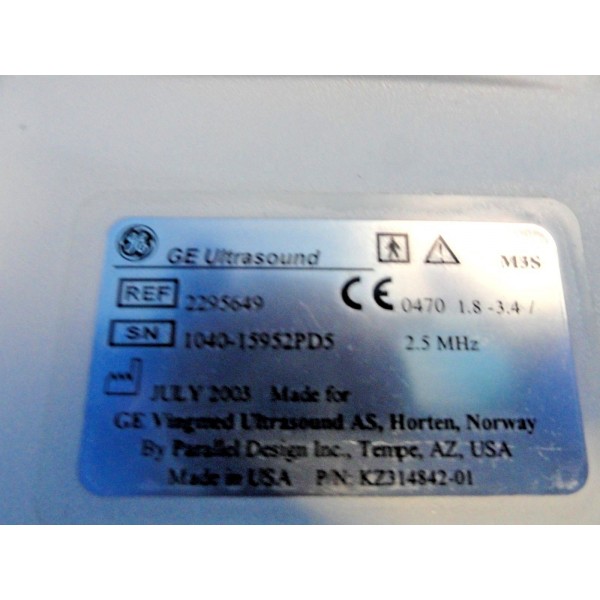 GE Ultrasound M3S
REF 2295649 CE 0470 1.8 -3.4 /
SN 1040-15952PD5 2.5 MHz
JULY 2003 Made for
GE Vingmed Ultrasound AS, Horten, Norway
By Parallel Design Inc., Tempe, AZ, USA
Made in USA P/N: KZ314842-01